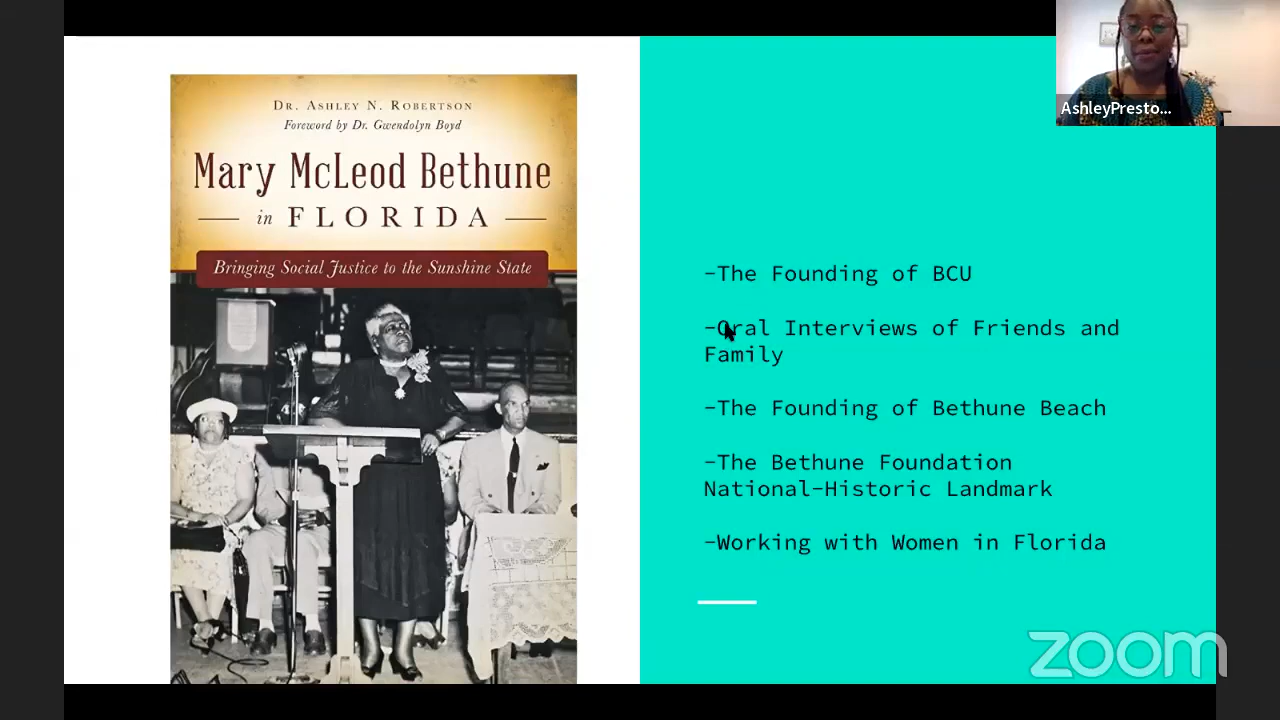 DR. ASHLEY N. ROBERTSON
Foreword by Dr. Gwendolyn Boyd
Mary McLeod Bethune
in FLORIDA
Bringing Social Justice to the Sunshine State
-The Founding of BCU
-Oral Interviews of Friends and
Family
-The Founding of Bethune Beach
-The Bethune Foundation
National-Historic Landmark
-Working with Women in Florida
AshleyPresto...
zoom